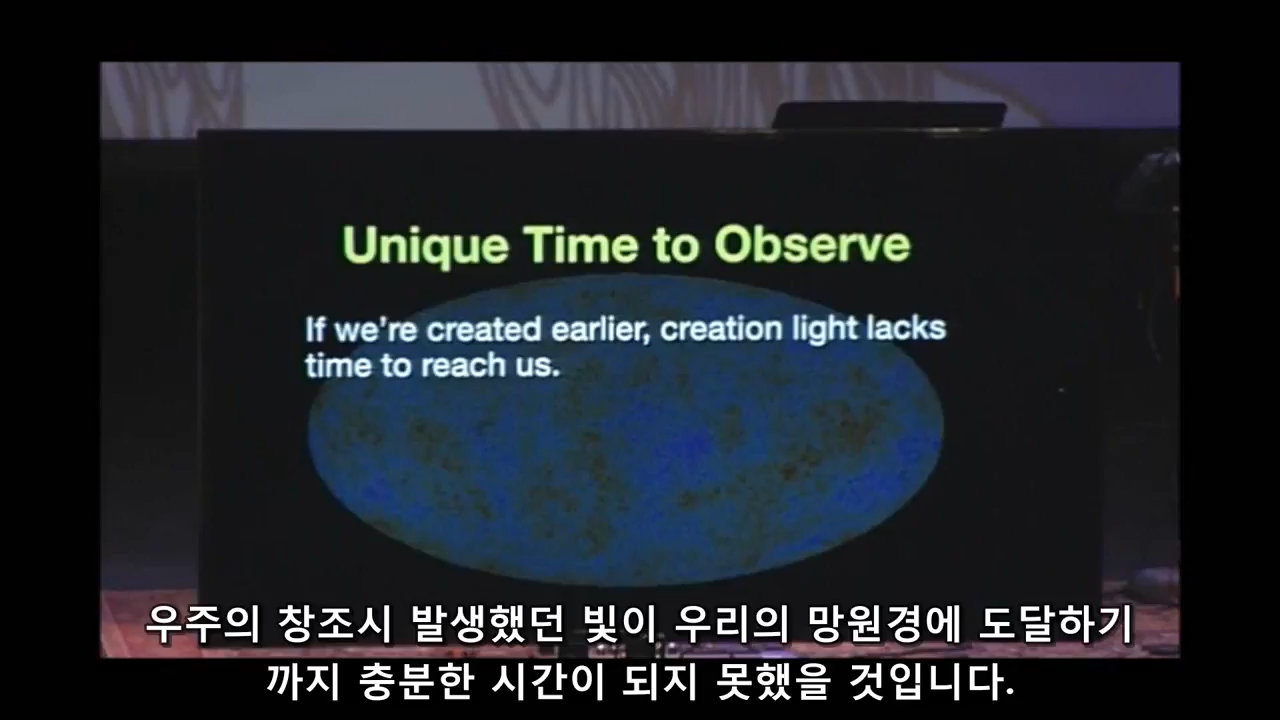 Unique Time to Observe
If we're created earlier, creation light lacks
time to reach us.
우주의 창조시 발생했던 빛이 우리의 망원경에 도달하기
까지 충분한 시간이 되지 못했을 것입니다.